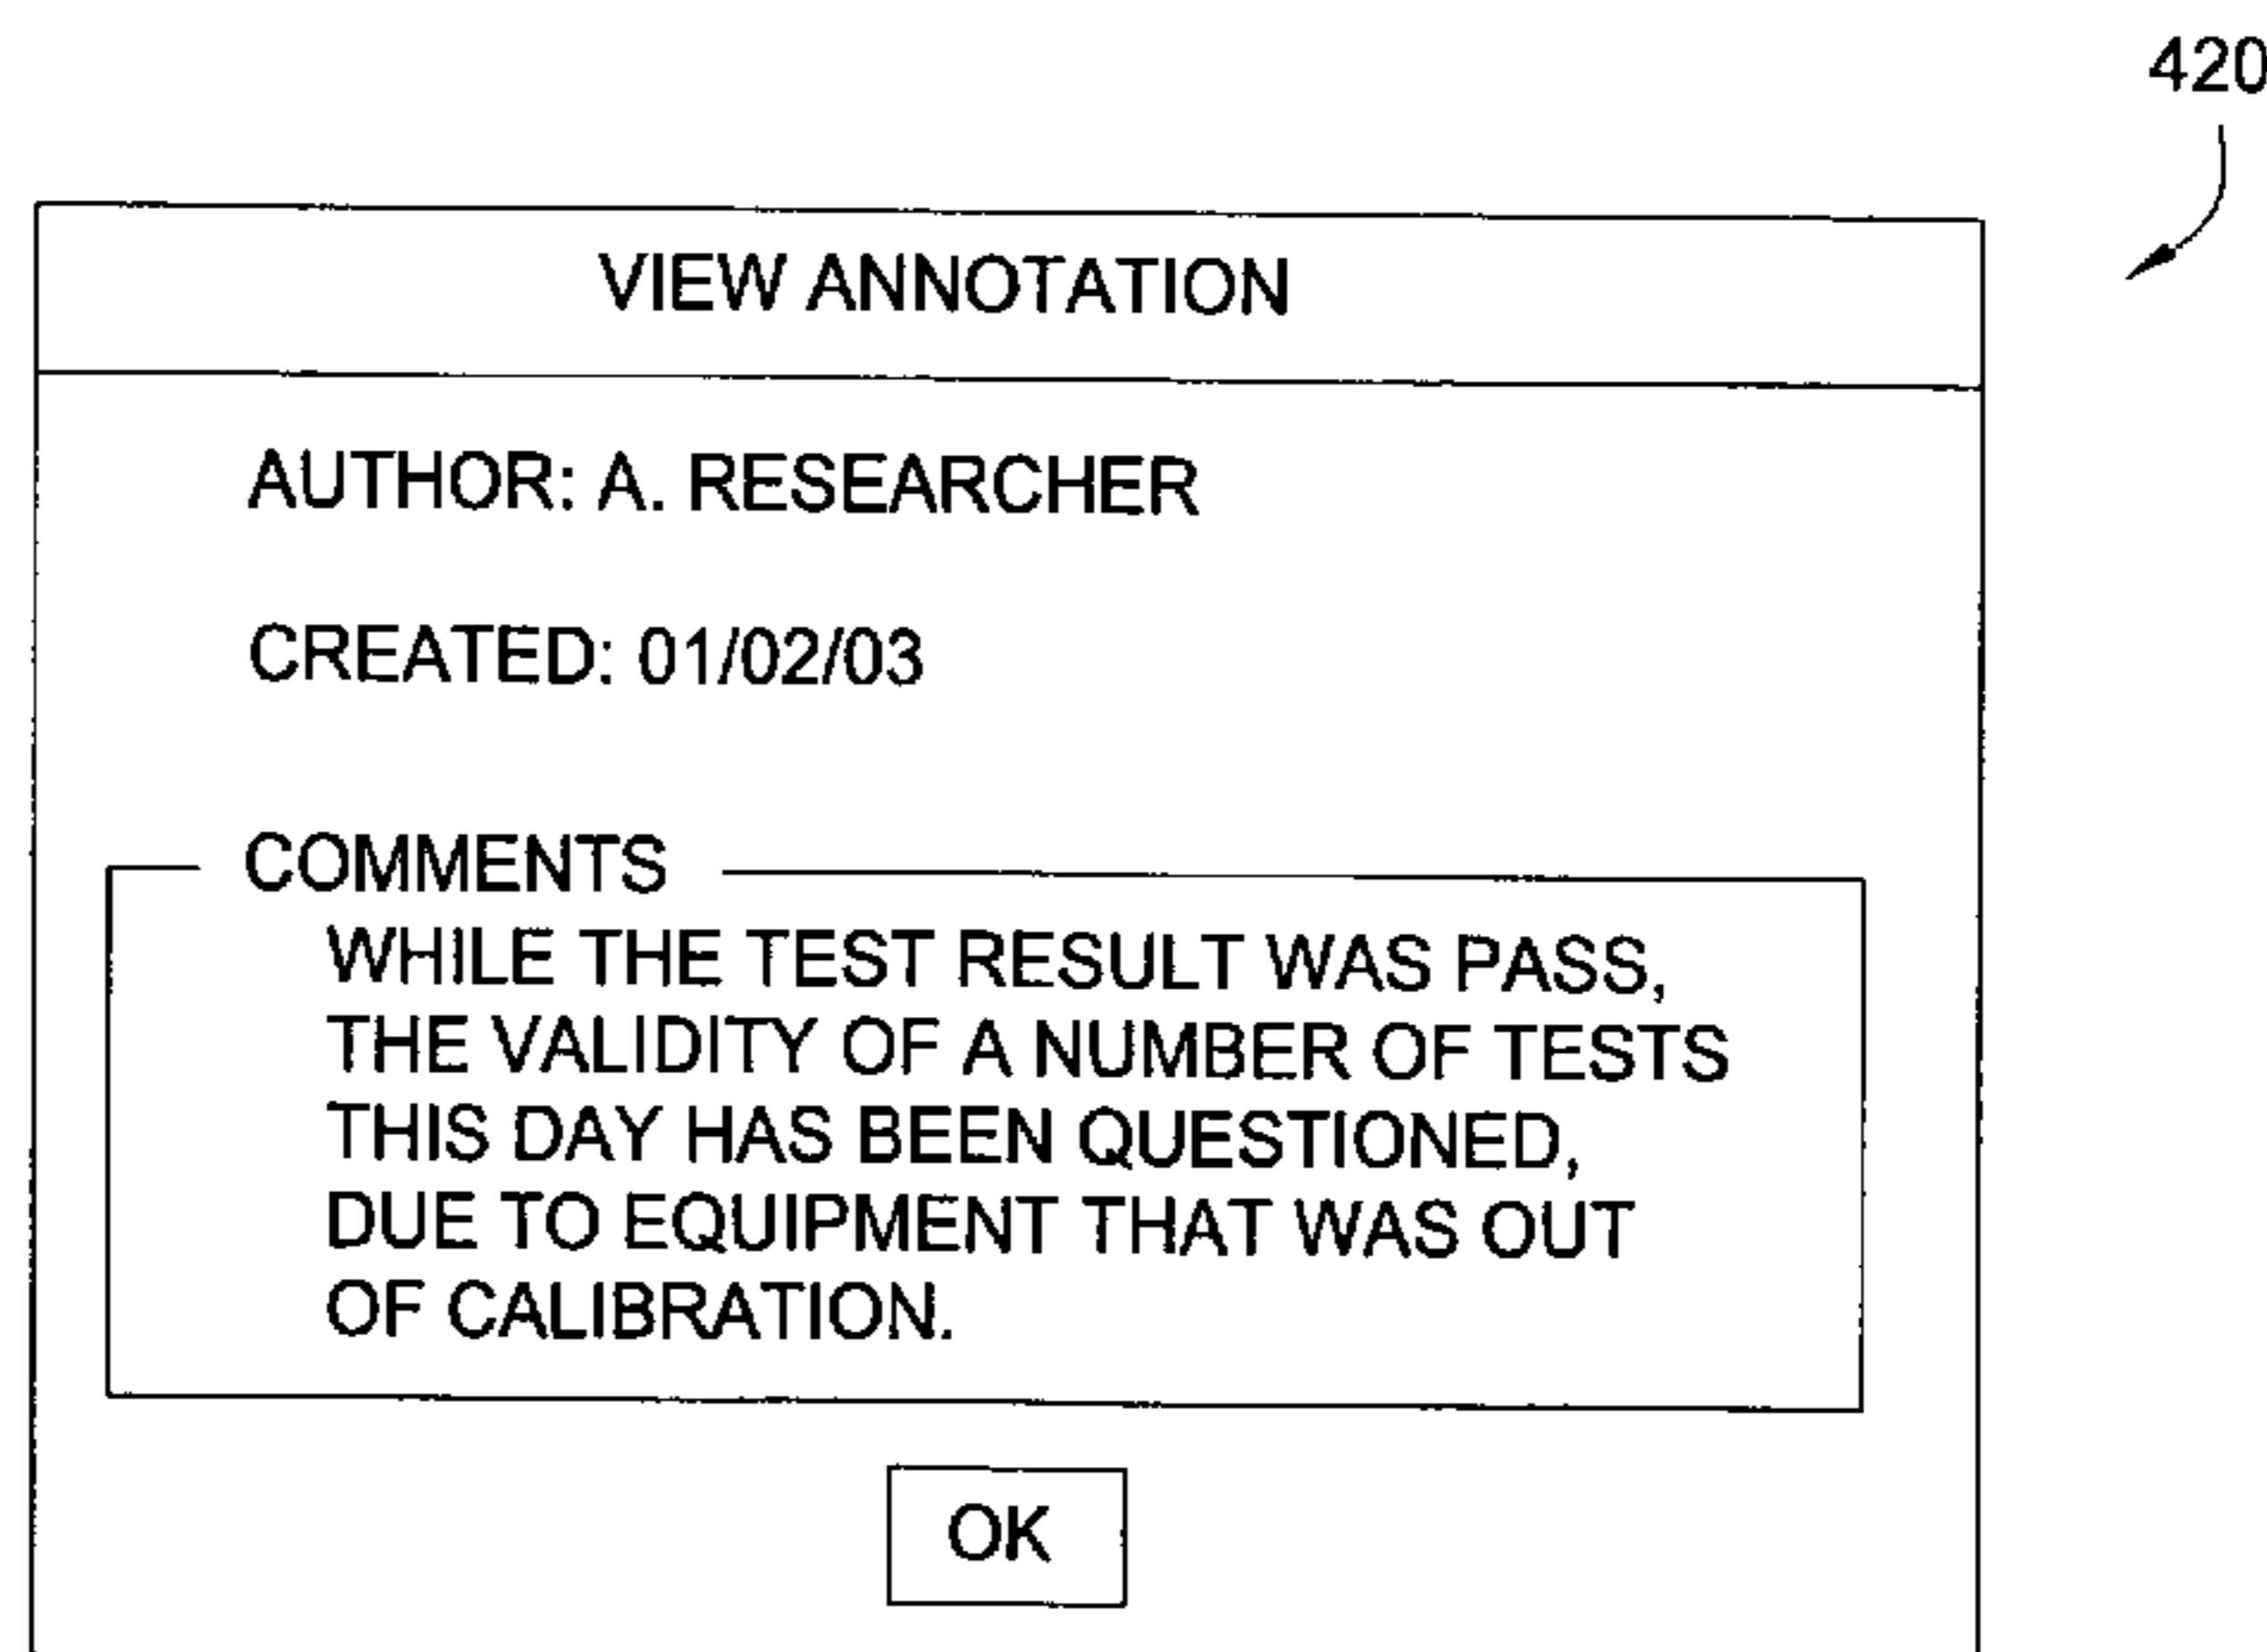 420
VIEW ANNOTATION
AUTHOR: A. RESEARCHER
CREATED: 01/02/03
COMMENTS
WHILE THE TEST RESULT WAS PASS,
THE VALIDITY OF A NUMBER OF TESTS
THIS DAY HAS BEEN QUESTIONED,
DUE TO EQUIPMENT THAT WAS OUT
OF CALIBRATION.
OK